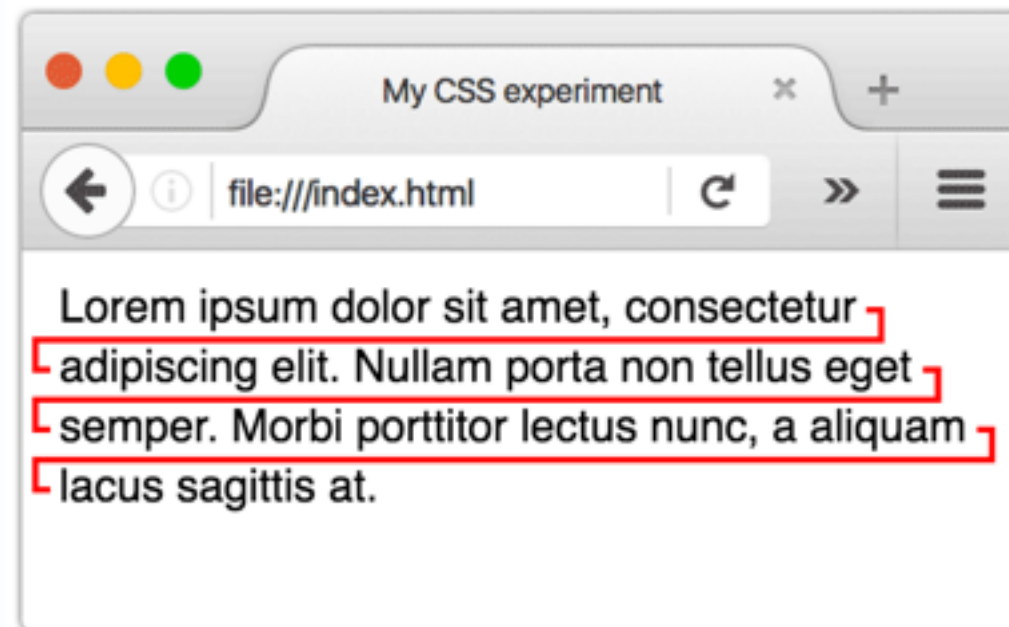 My CSS experiment
file:///index.html
Lorem ipsum dolor sit amet, consectetur
adipiscing elit. Nullam porta non tellus eget
semper. Morbi porttitor lectus nunc, a aliquam
lacus sagittis at.